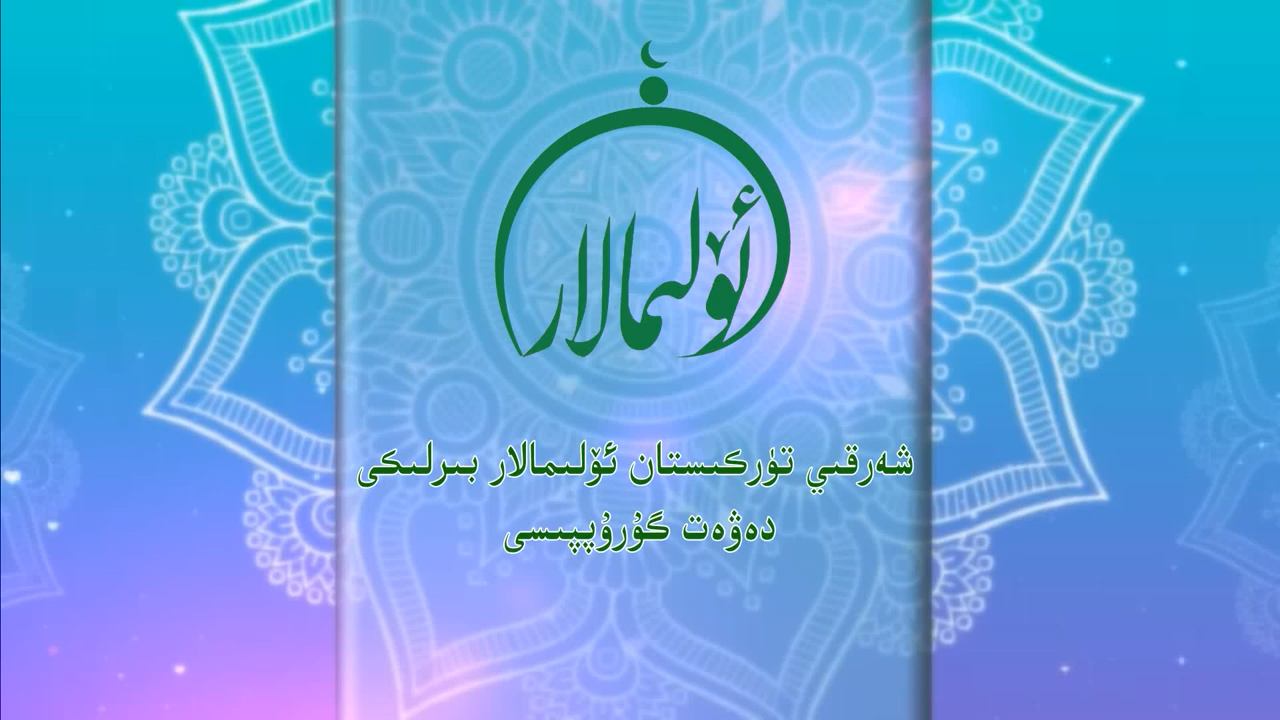 ئۆلىمالار
شەرقىي تۈركىستان ئۆلىمالار بىرلىكى
دەۋەت گۇرۇپپىسى